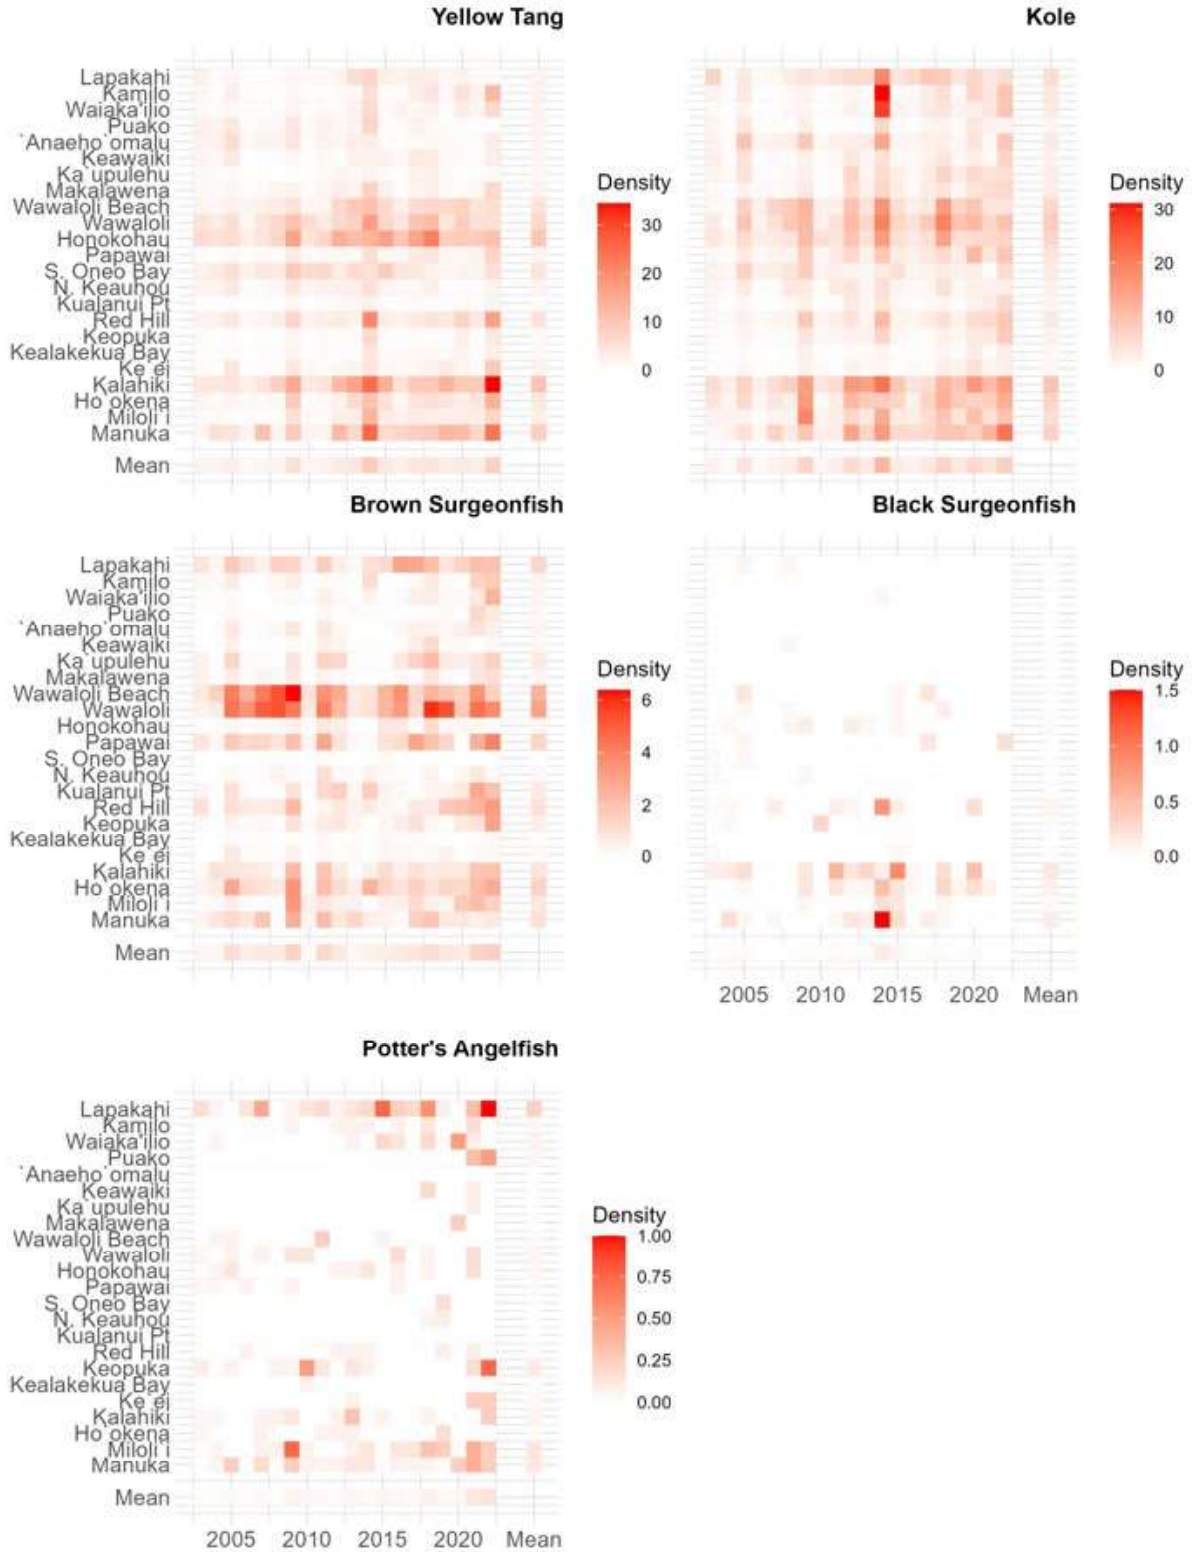 Yellow Tang
Lapakahi
Kamilo
Waiaka'ilio
Puako
`Anaeho`omalu
Keawaiki
Ka`upulehu
Makalawena
Wawaloli Beach
Wawaloli
Honokohau
Papawai
S. Oneo Bay
N. Keauhou
Kualanui Pt
Red Hill
Keopuka
Kealakekua Bay
Ke`ei
Kalahiki
Ho`okena
Miloli`i
Manuka
Mean
Density
30
20
10
0
Kole
Density
30
20
10
0
Brown Surgeonfish
Lapakahi
Kamilo
Waiaka'ilio
Puako
`Anaeho`omalu
Keawaiki
Ka`upulehu
Makalawena
Wawaloli Beach
Wawaloli
Honokohau
Papawai
S. Oneo Bay
N. Keauhou
Kualanui Pt
Red Hill
Keopuka
Kealakekua Bay
Ke`ei
Kalahiki
Ho`okena
Miloli`i
Manuka
Mean
Density
6
4
2
0
Black Surgeonfish
Density
1.5
1.0
0.5
0.0
2005 2010 2015 2020 Mean
Potter's Angelfish
Lapakahi
Kamilo
Waiaka'ilio
Puako
`Anaeho`omalu
Keawaiki
Ka`upulehu
Makalawena
Wawaloli Beach
Wawaloli
Honokohau
Papawai
S. Oneo Bay
N. Keauhou
Kualanui Pt
Red Hill
Keopuka
Kealakekua Bay
Ke`ei
Kalahiki
Ho`okena
Miloli`i
Manuka
Mean
Density
1.00
0.75
0.50
0.25
0.00
2005 2010 2015 2020 Mean